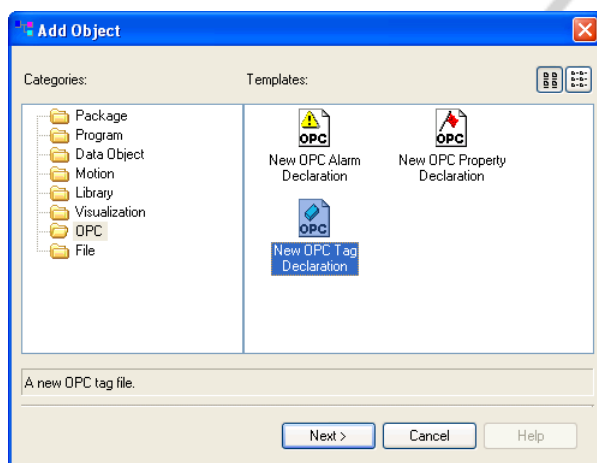 Add Object
Categories:
Templates:
Package
Program
Data Object
Motion
Library
Visualization
OPC
File
OPC
New OPC Alarm
Declaration
OPC
New OPC Property
Declaration
OPC
New OPC Tag
Declaration
A new OPC tag file.
Next >
Cancel
Help